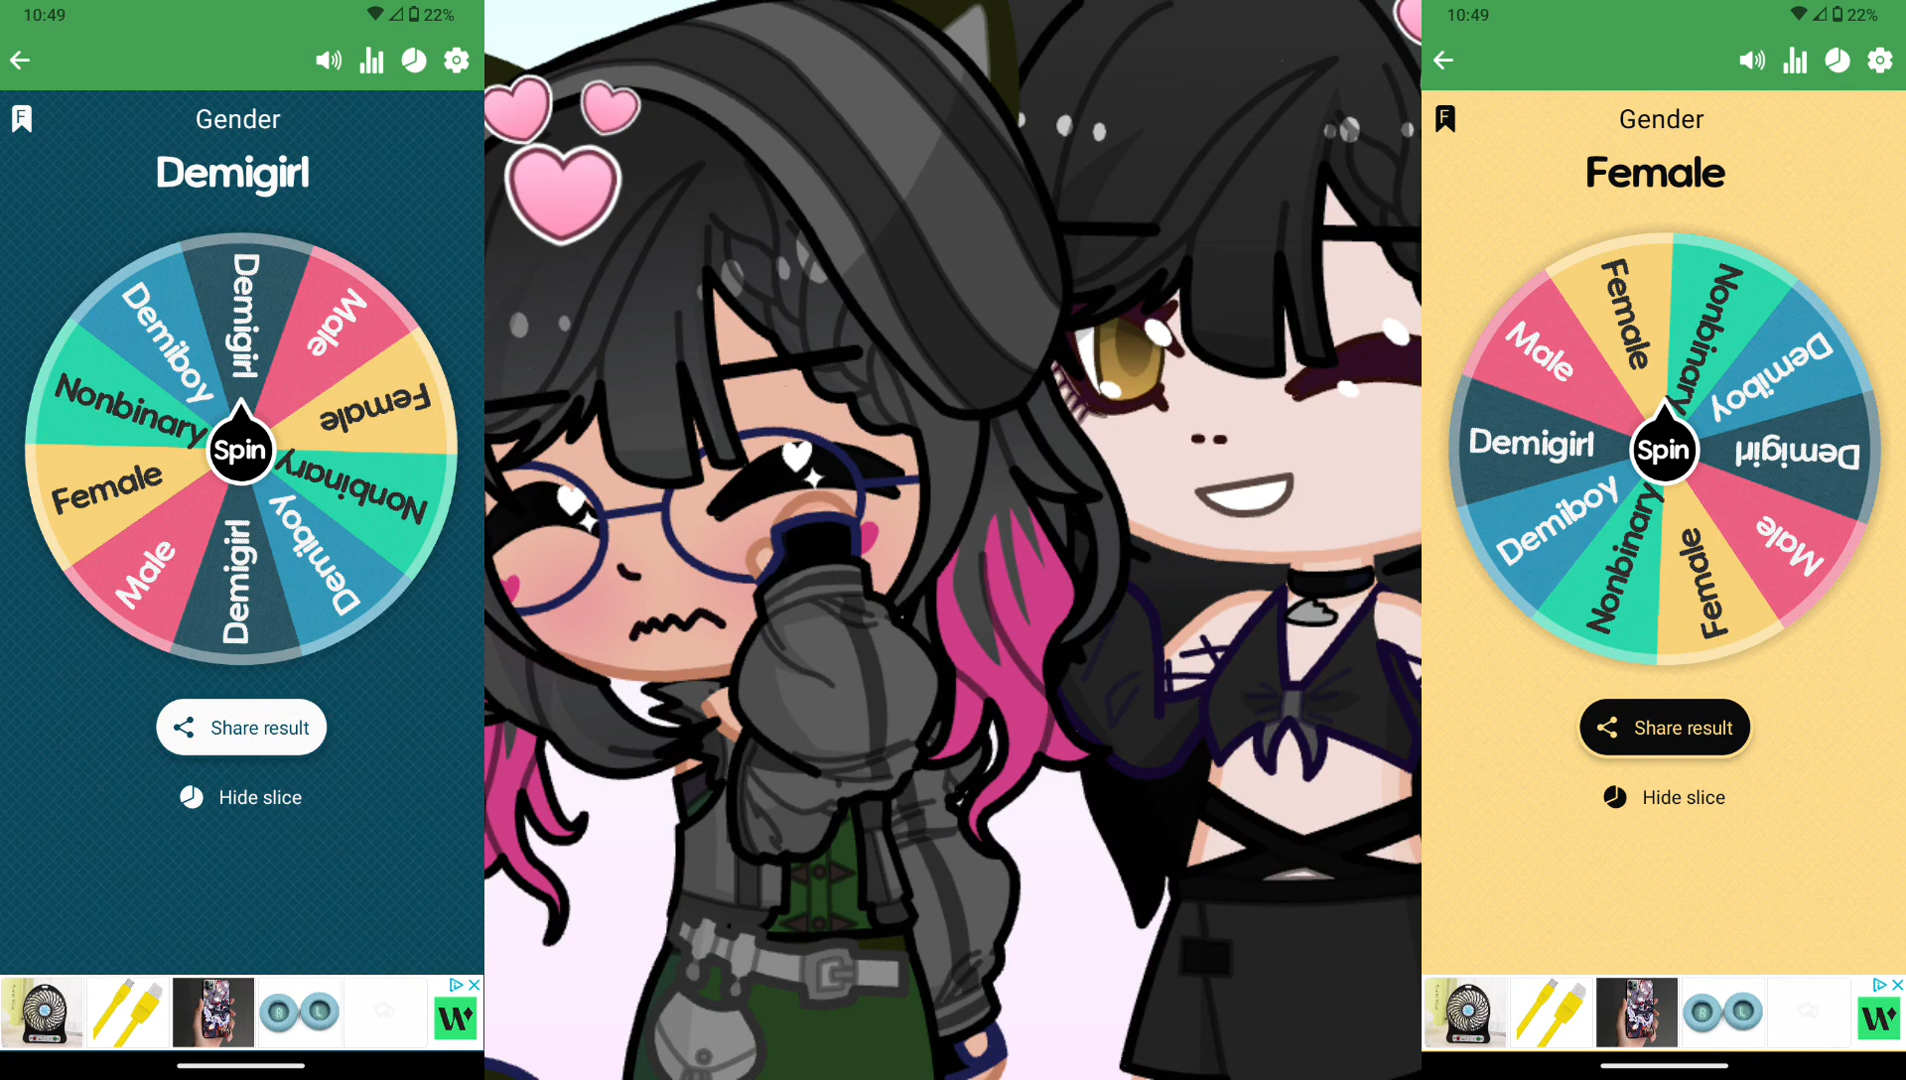 10:49
22%
F
Gender
Demigirl
Demigirl
Male
Female
Nonbinary
Demiboy
Demigirl
Male
Female
Nonbinary
Demiboy
Spin
Share result
Hide slice
R
L
W
10:49
22%
F
Gender
Female
Female
Nonbinary
Demiboy
Demigirl
Male
Female
Nonbinary
Demiboy
Demigirl
Male
Spin
Share result
Hide slice
R
L
W